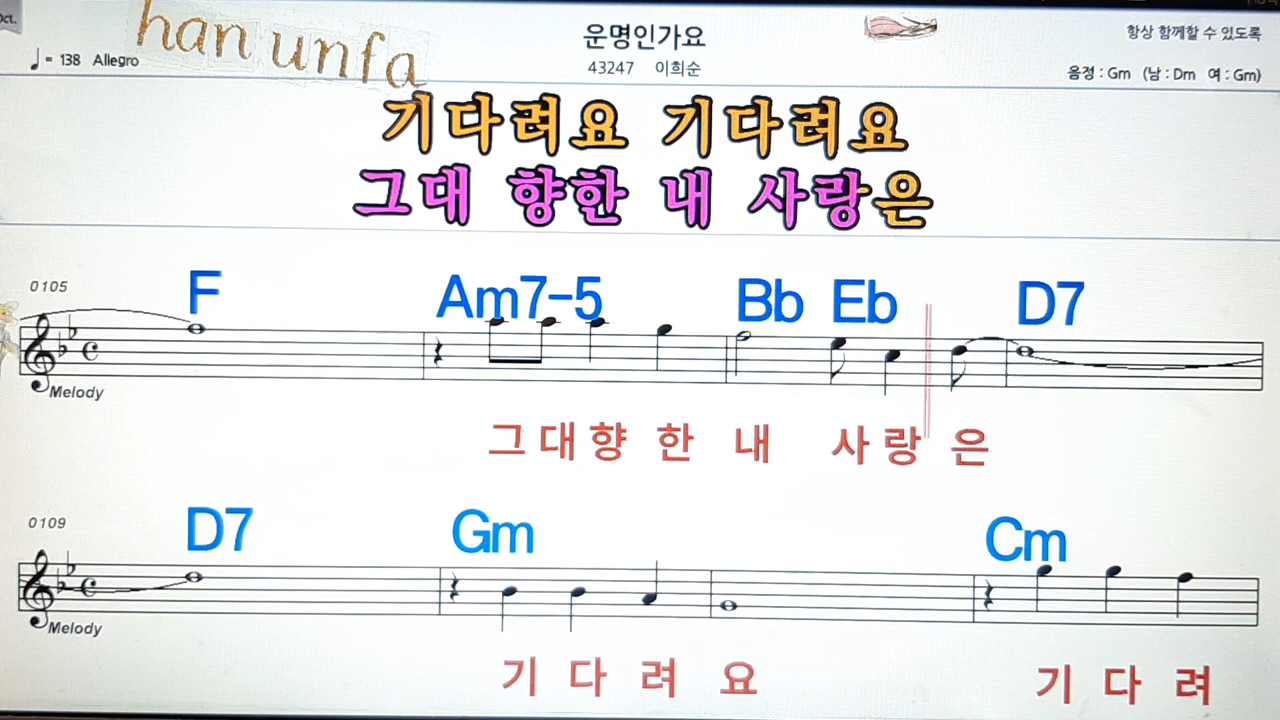 Oct.
han unfa
운명인가요
항상 함께할 수 있도록
♩= 138 Allegro
43247 이희순
음정 : Gm (남 : Dm 여 : Gm)
기다려요 기다려요
그대 향한 내 사랑은
0105
F Am7-5 Bb Eb D7
Melody
그 대 향 한 내 사 랑 은
0109
D7 Gm Cm
Melody
기 다 려 요 기 다 려